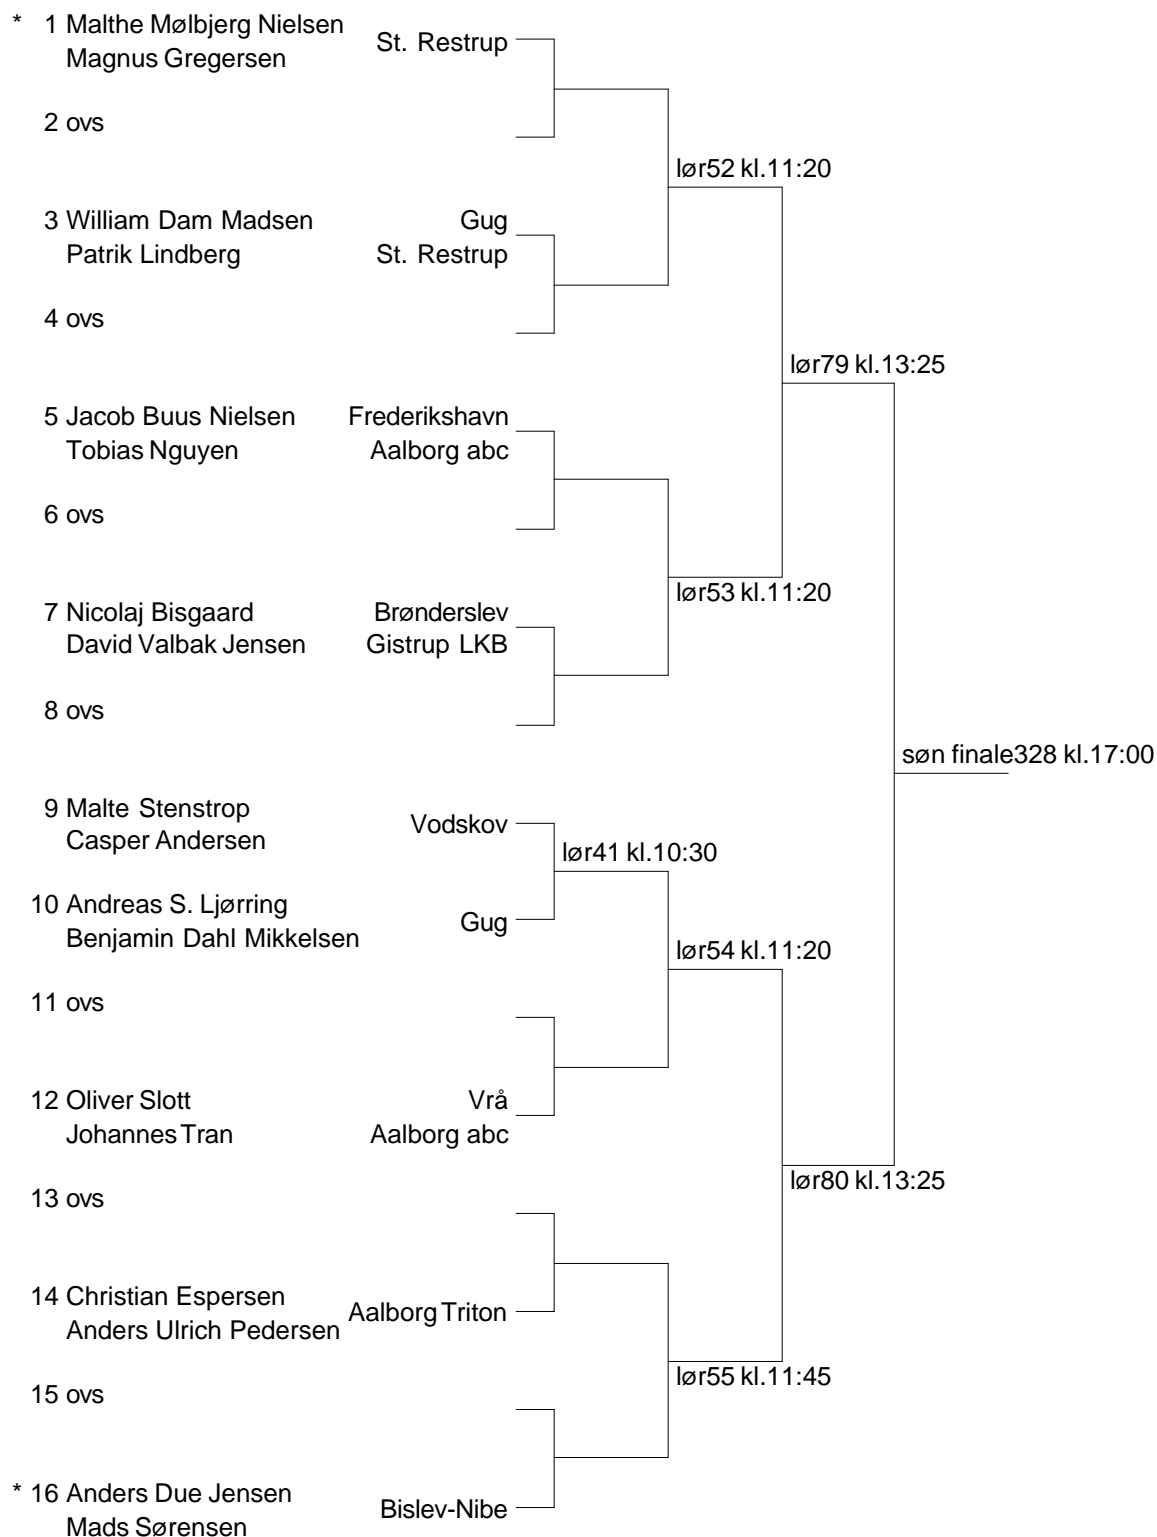 * 1 Malthe Mølbjerg Nielsen St. Restrup
Magnus Gregersen
2 ovs
lør52 kl.11:20
3 William Dam Madsen Gug
Patrik Lindberg St. Restrup
4 ovs
lør79 kl.13:25
5 Jacob Buus Nielsen Frederikshavn
Tobias Nguyen Aalborg abc
6 ovs
lør53 kl.11:20
7 Nicolaj Bisgaard Brønderslev
David Valbak Jensen Gistrup LKB
8 ovs
søn finale328 kl.17:00
9 Malte Stenstrop Vodskov
Casper Andersen
lør41 kl.10:30
10 Andreas S. Ljørring Gug
Benjamin Dahl Mikkelsen
lør54 kl.11:20
11 ovs
12 Oliver Slott Vrå
Johannes Tran Aalborg abc
lør80 kl.13:25
13 ovs
14 Christian Espersen Aalborg Triton
Anders Ulrich Pedersen
lør55 kl.11:45
15 ovs
* 16 Anders Due Jensen Bislev-Nibe
Mads Sørensen